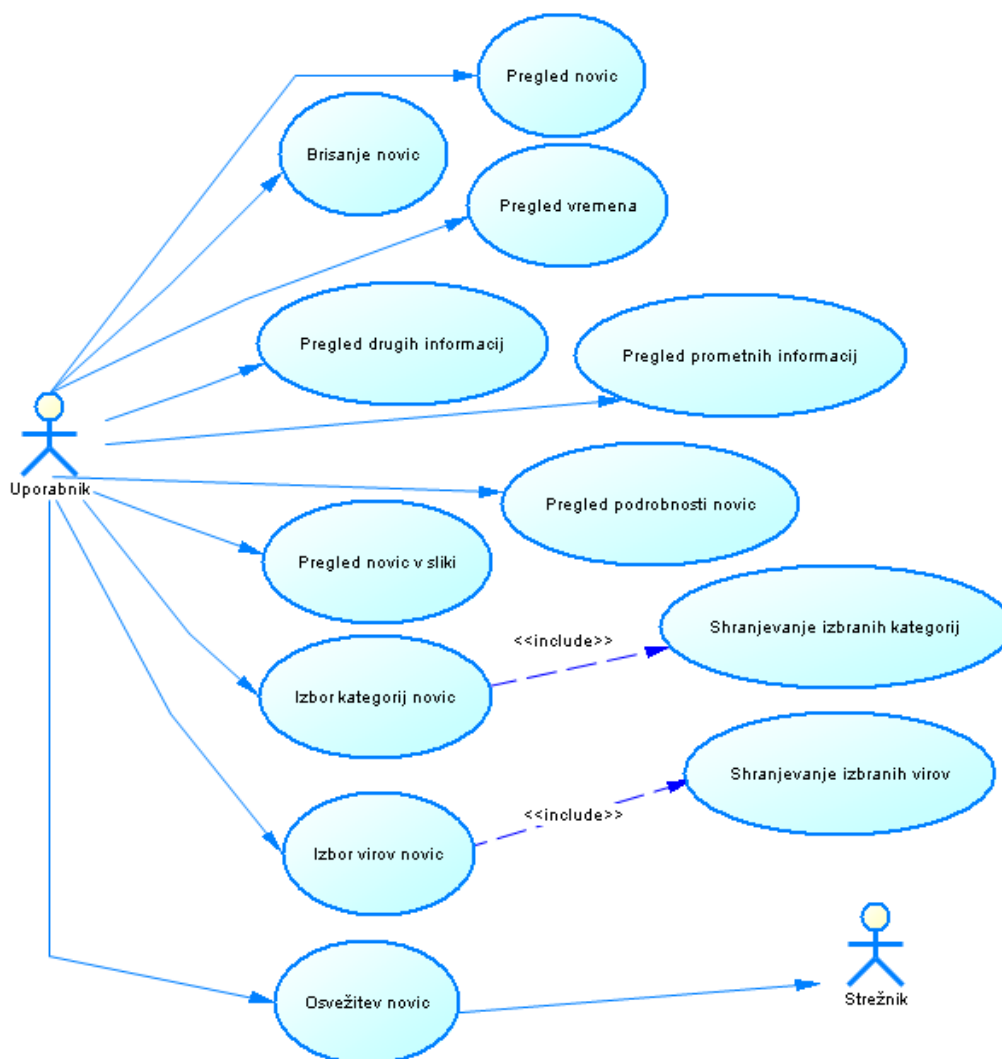 Pregled novic
Brisanje novic
Pregled vremena
Pregled drugih informacij
Pregled prometnih informacij
Uporabnik
Pregled podrobnosti novic
Pregled novic v sliki
Shranjevanje izbranih kategorij
<<include>>
Izbor kategorij novic
Shranjevanje izbranih virov
<<include>>
Izbor virov novic
Osvežitev novic
Strežnik